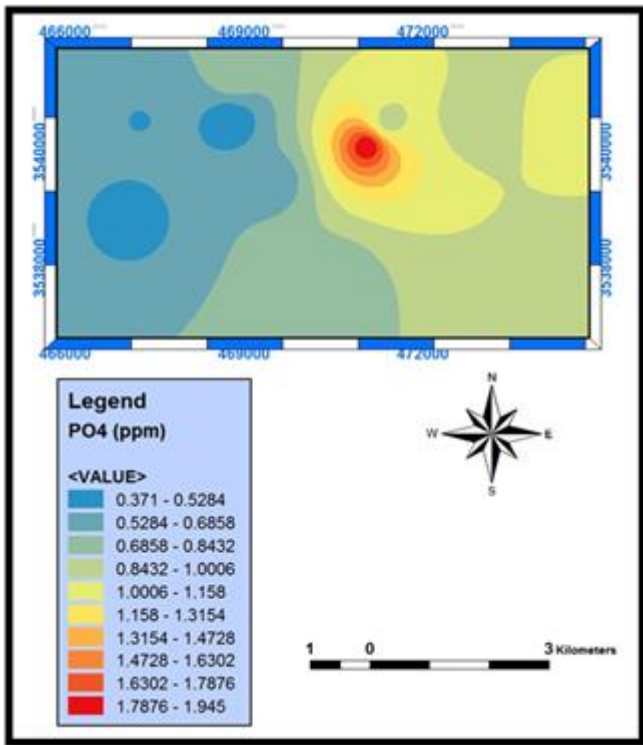 466000 469000 472000
3540000 3540000
3538000 3538000
466000 469000 472000
Legend
PO4 (ppm)
<VALUE>
0.371 - 0.5284
0.5284 - 0.6858
0.6858 - 0.8432
0.8432 - 1.0006
1.0006 - 1.158
1.158 - 1.3154
1.3154 - 1.4728
1.4728 - 1.6302
1.6302 - 1.7876
1.7876 - 1.945
N
W E
S
1 0 3 Kilometers